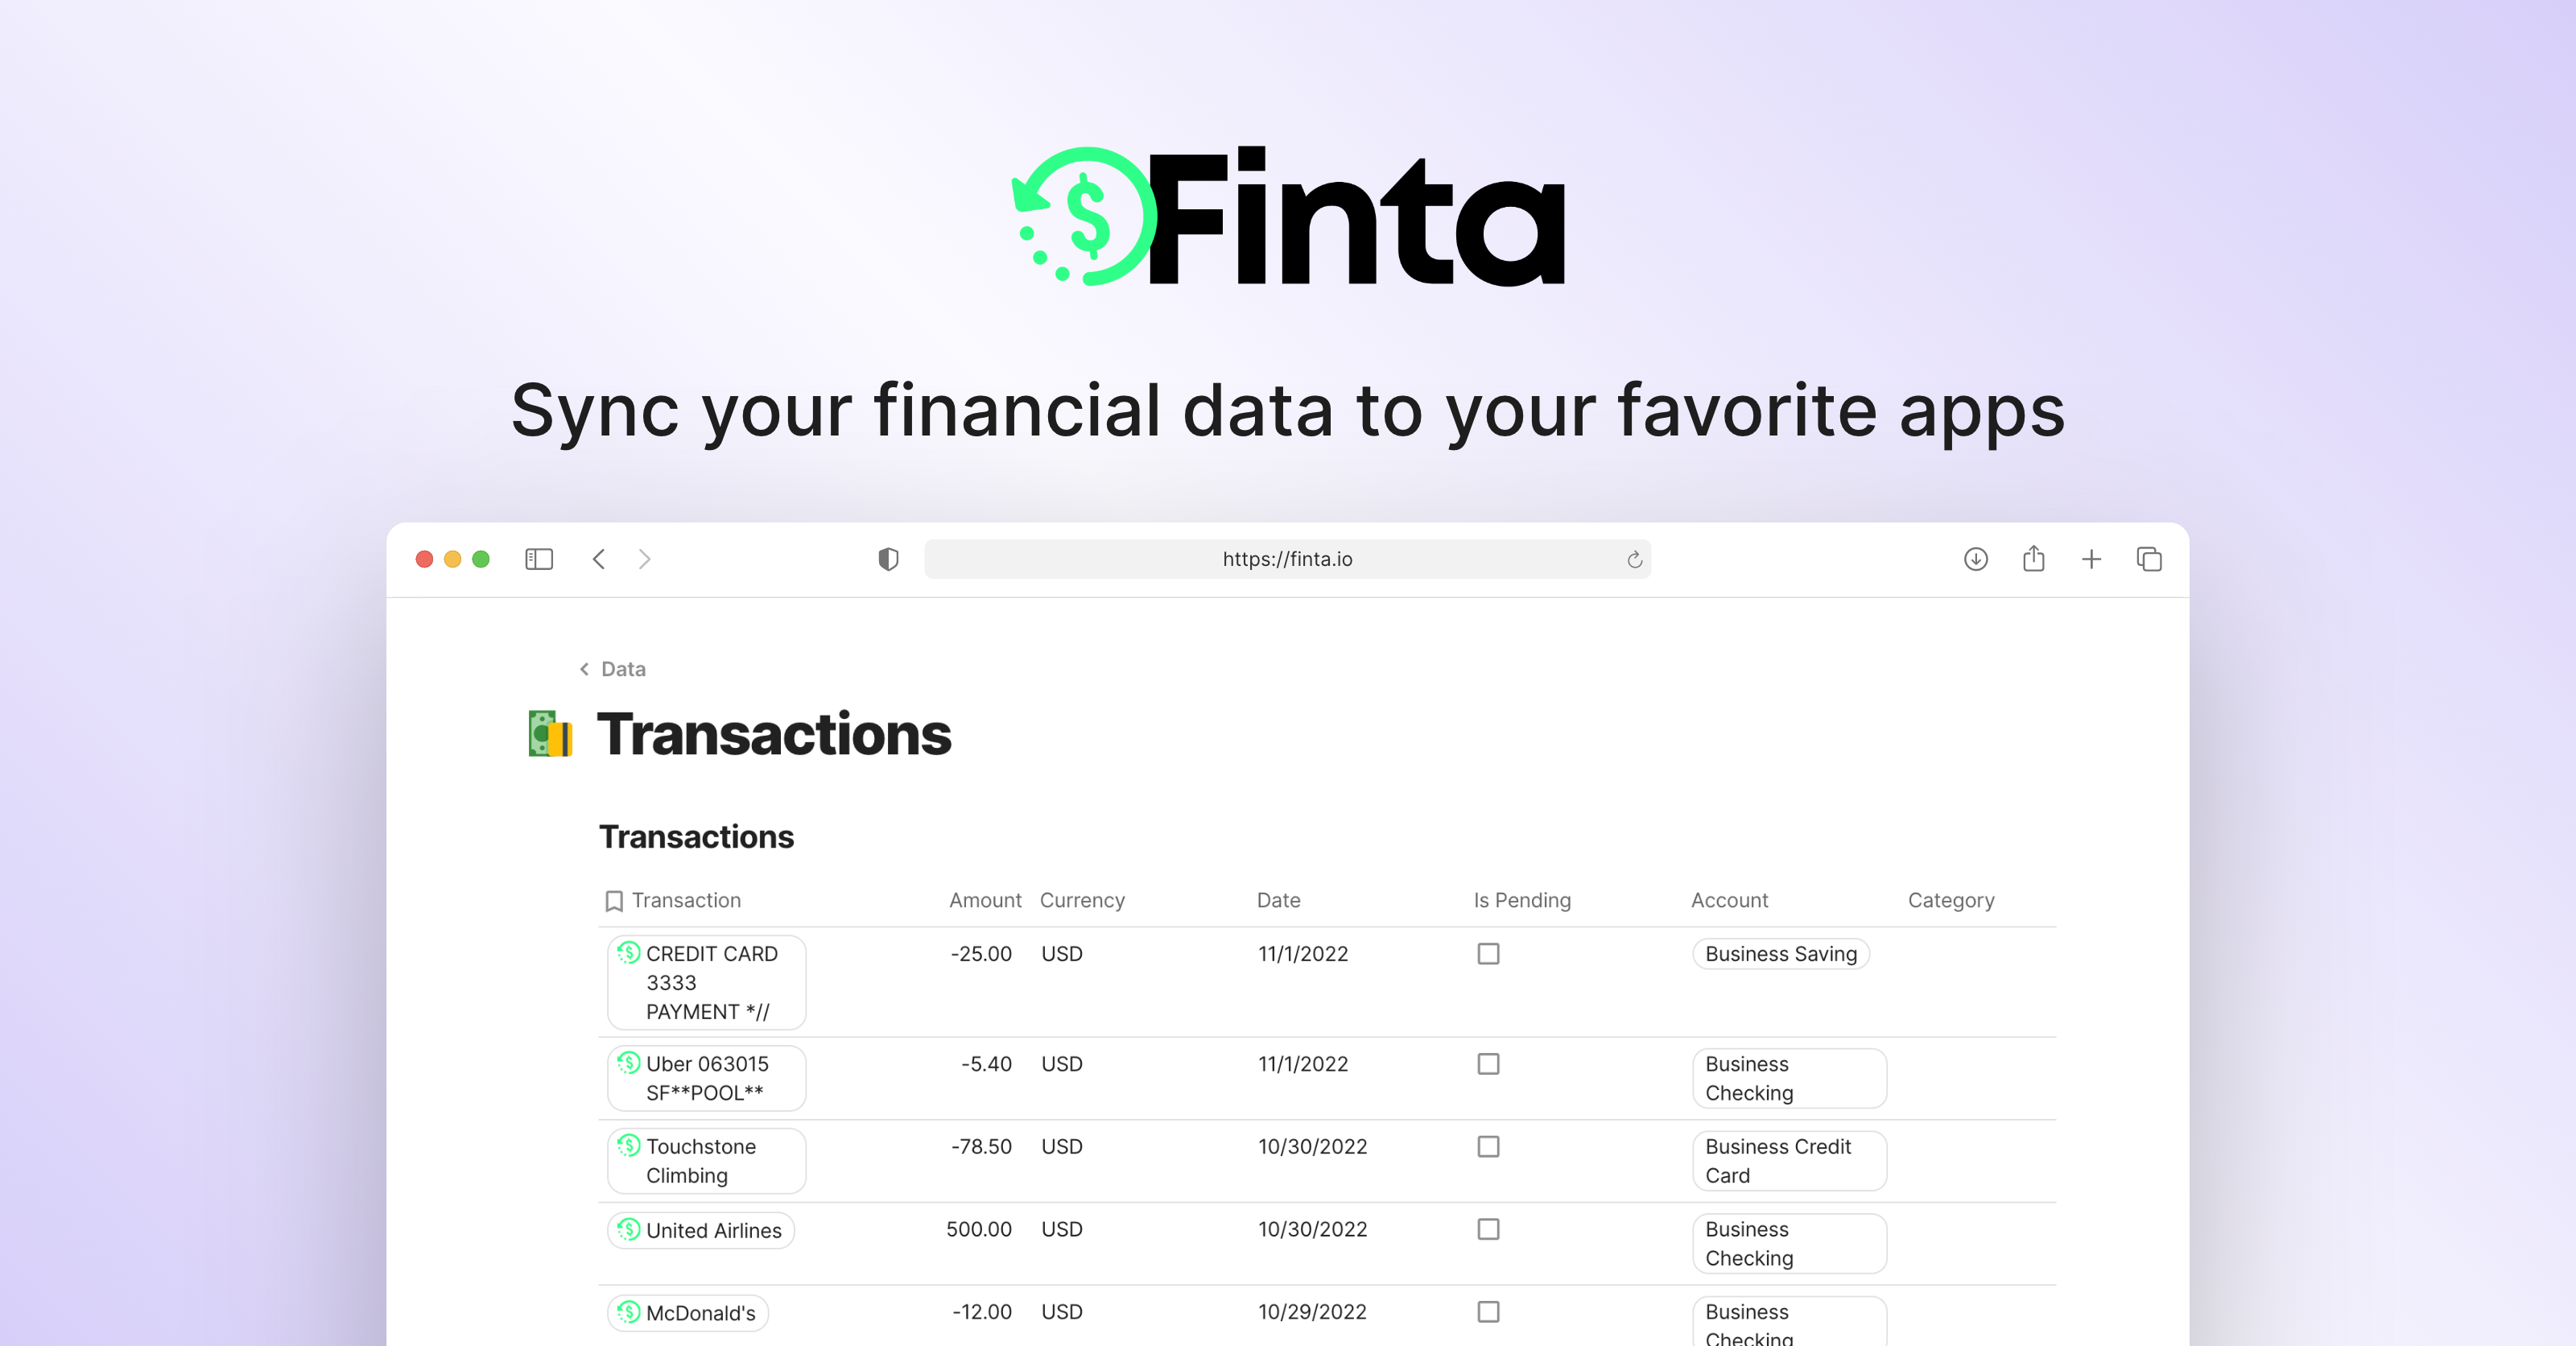 Finta
Sync your financial data to your favorite apps
https://finta.io
Data
Transactions
Transactions
Transaction Amount Currency Date Is Pending Account Category
CREDIT CARD -25.00 USD 11/1/2022 Business Saving
3333
PAYMENT *//
Uber 063015 -5.40 USD 11/1/2022 Business
SF**POOL** Checking
Touchstone -78.50 USD 10/30/2022 Business Credit
Climbing Card
United Airlines 500.00 USD 10/30/2022 Business
Checking
McDonald's -12.00 USD 10/29/2022 Business
Checking